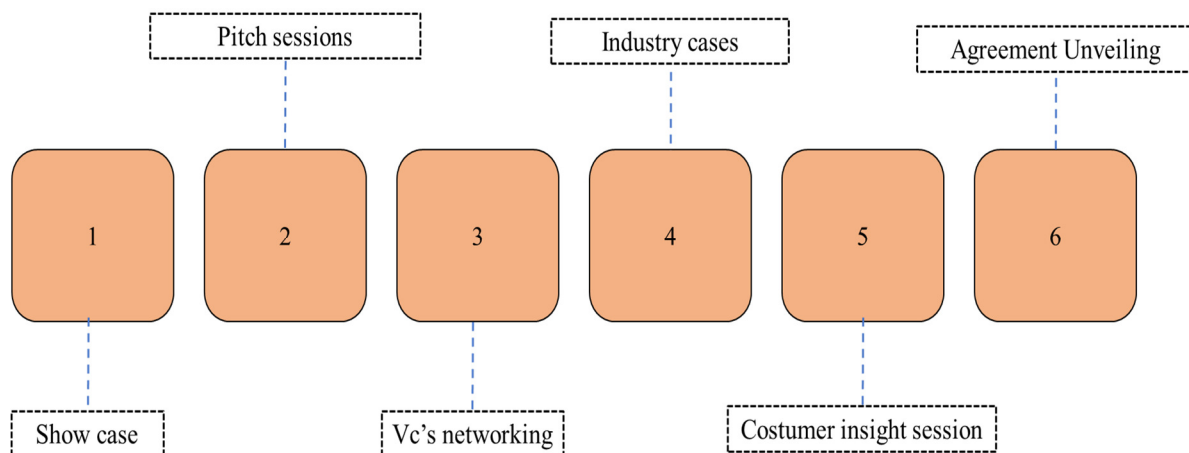 Pitch sessions
Industry cases
Agreement Unveiling
1
2
3
4
5
6
Show case
Vc’s networking
Costumer insight session